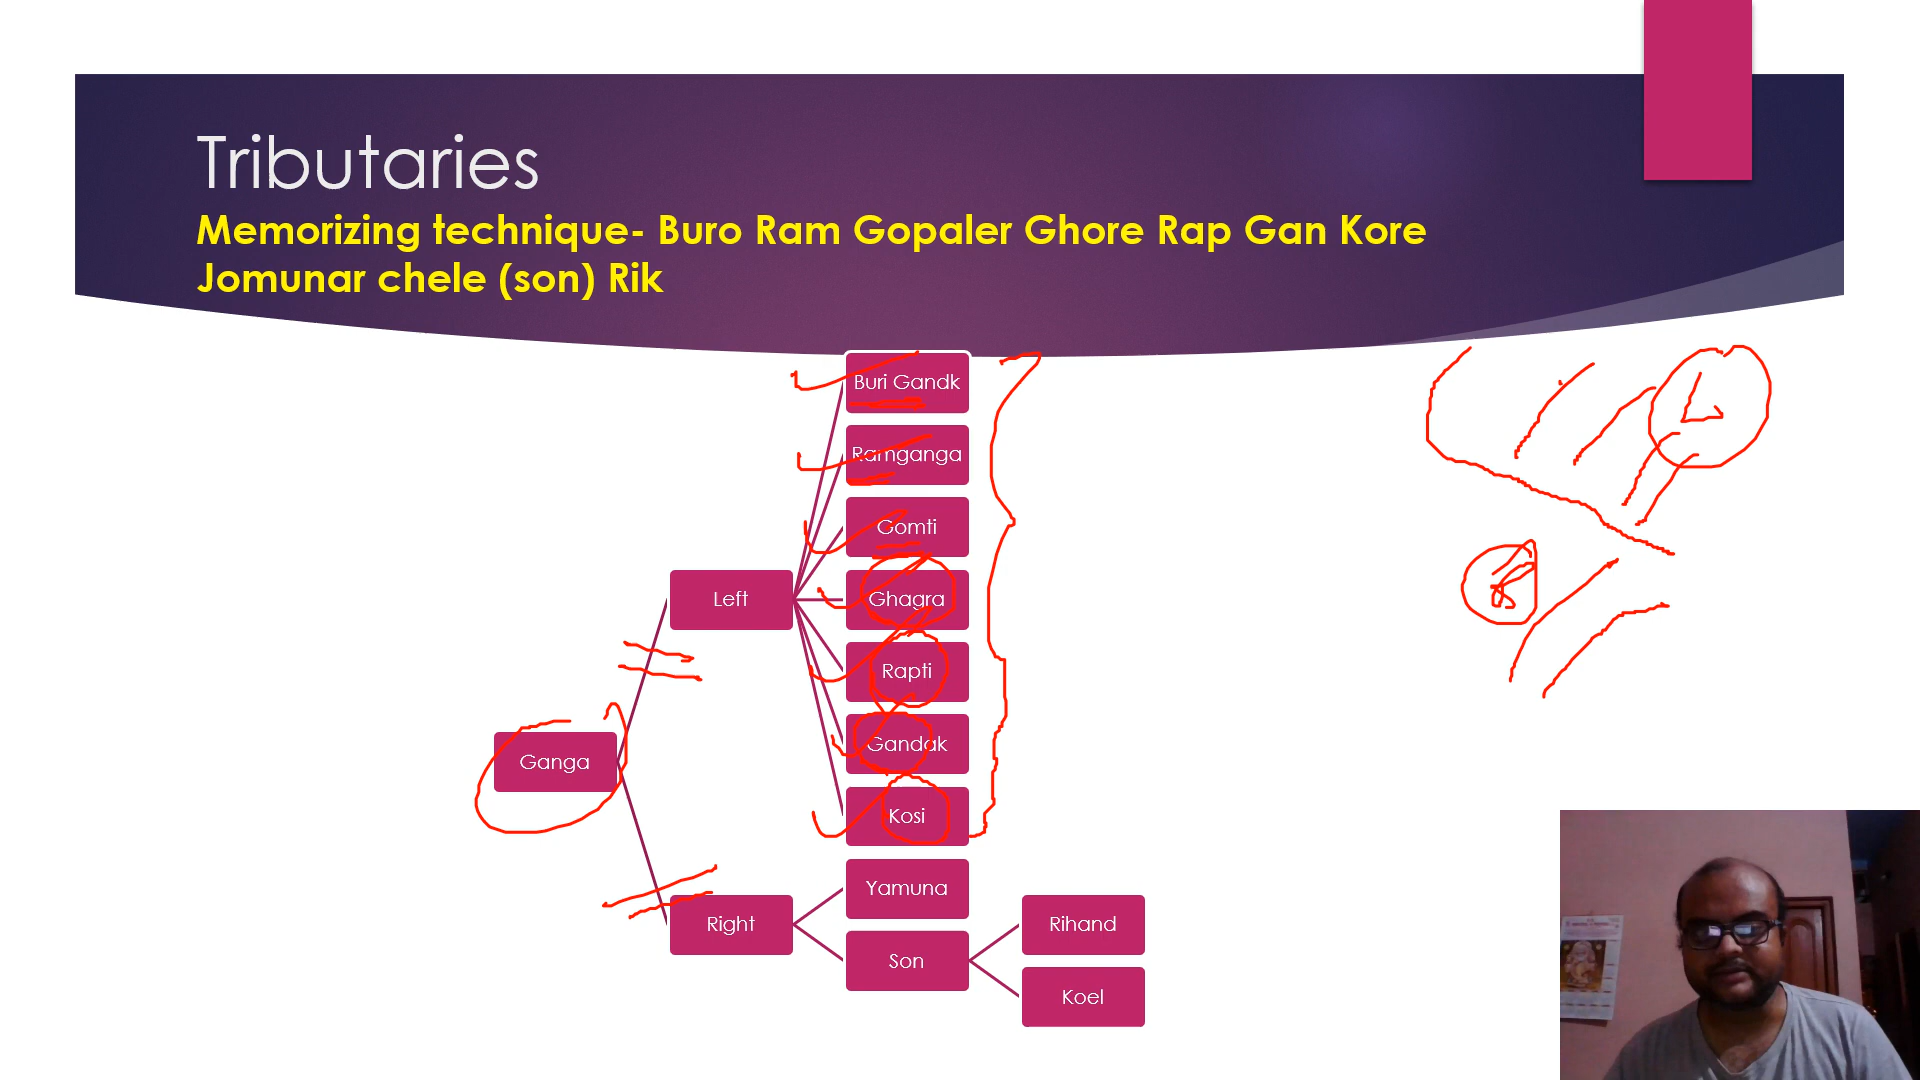 Tributaries
Memorizing technique- Buro Ram Gopaler Ghore Rap Gan Kore
Jomunar chele (son) Rik
Buri Gandk
Ramganga
Gomti
Left
Ghagra
Rapti
Gandak
Ganga
Kosi
Yamuna
Right
Rihand
Son
Koel
L
R